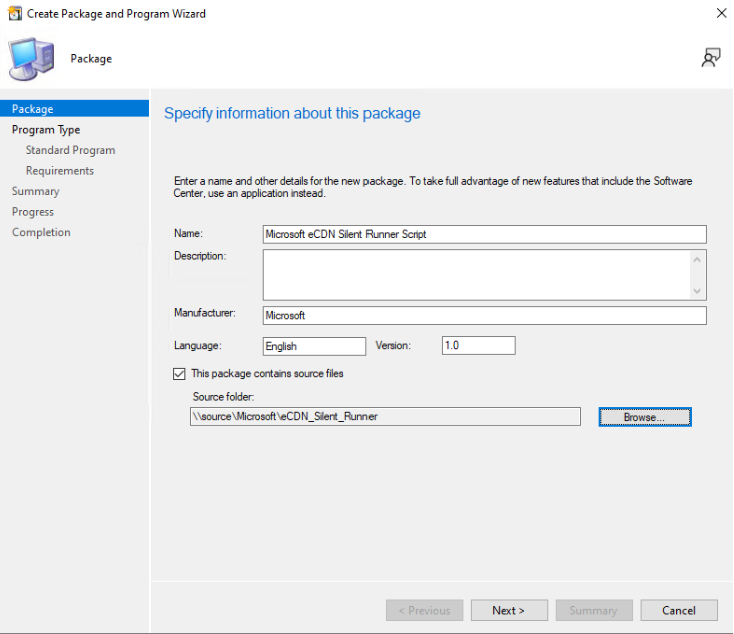 Create Package and Program Wizard
Package
Package
Program Type
Standard Program
Requirements
Summary
Progress
Completion
Specify information about this package
Enter a name and other details for the new package. To take full advantage of new features that include the Software
Center, use an application instead.
Name: Microsoft eCDN Silent Runner Script
Description:
Manufacturer: Microsoft
Language: English Version: 1.0
This package contains source files
Source folder:
\\source\Microsoft\eCDN_Silent_Runner Browse...
< Previous Next > Summary Cancel